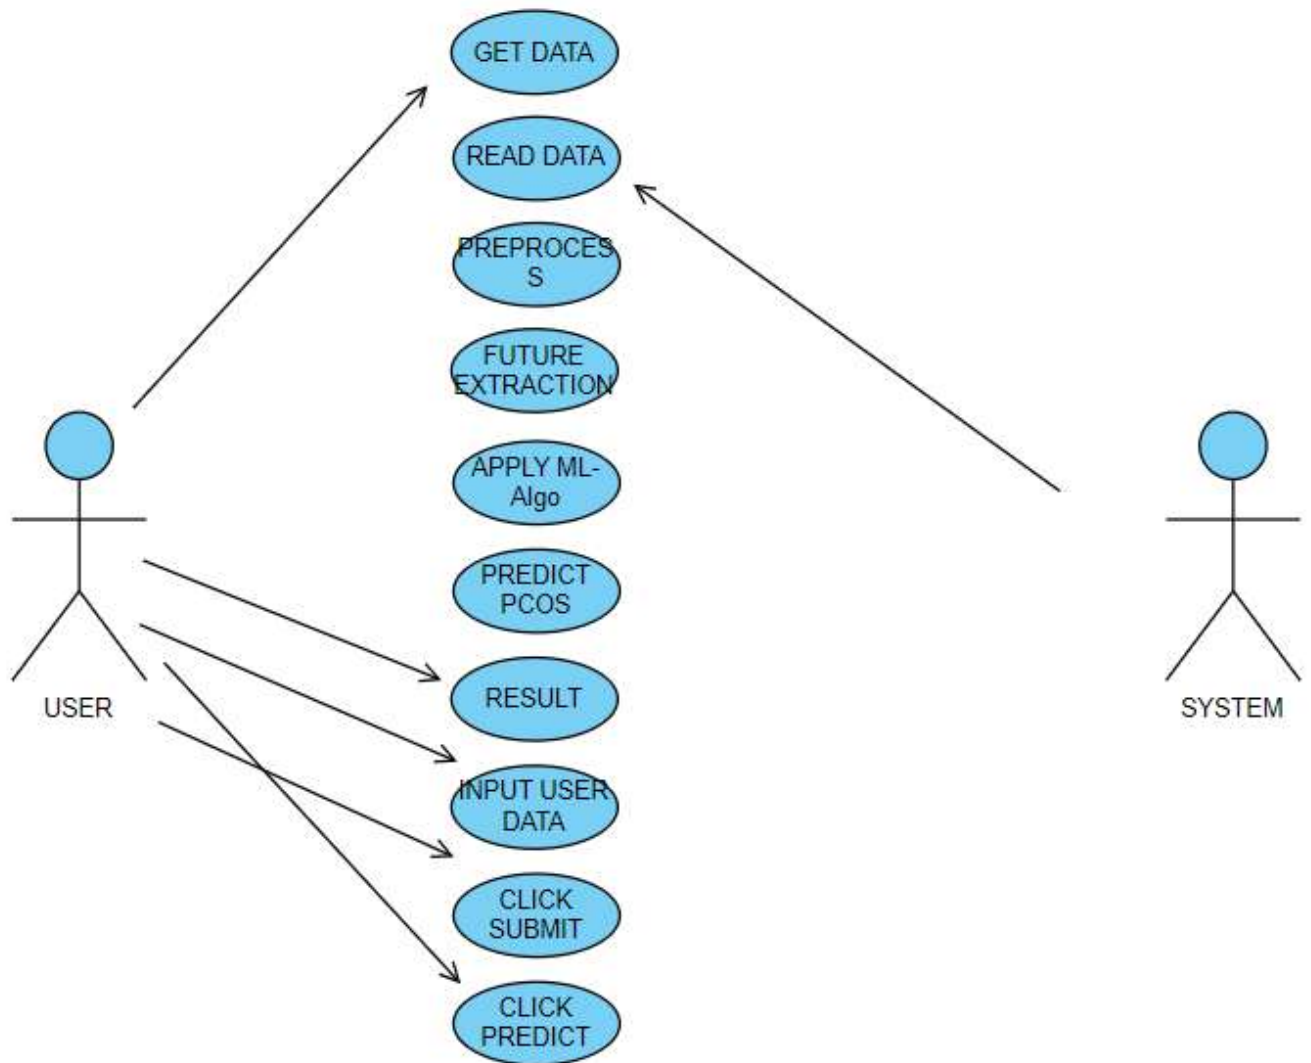 GET DATA
READ DATA
PREPROCES
S
FUTURE
EXTRACTION
APPLY ML-
Algo
PREDICT
PCOS
RESULT
USER
SYSTEM
INPUT USER
DATA
CLICK
SUBMIT
CLICK
PREDICT